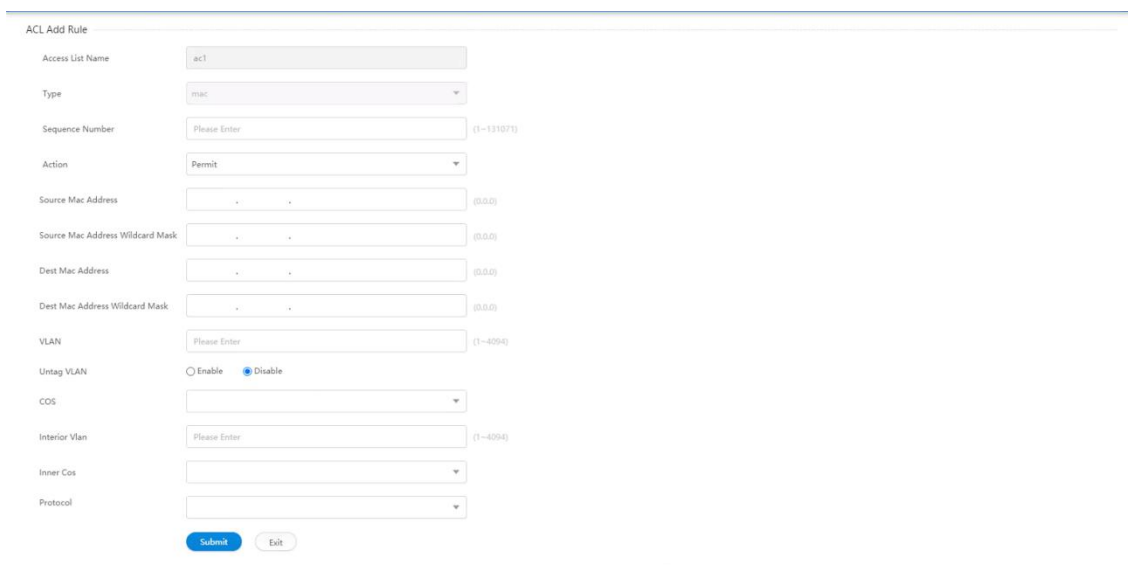 ACL Add Rule
Access List Name ac1
Type mac
Sequence Number Please Enter (1~131071)
Action Permit
Source Mac Address . . (0.0.0)
Source Mac Address Wildcard Mask . . (0.0.0)
Dest Mac Address . . (0.0.0)
Dest Mac Address Wildcard Mask . . (0.0.0)
VLAN Please Enter (1~4094)
Untag VLAN Enable Disable
COS
Interior Vlan Please Enter (1~4094)
Inner Cos
Protocol
Submit Exit